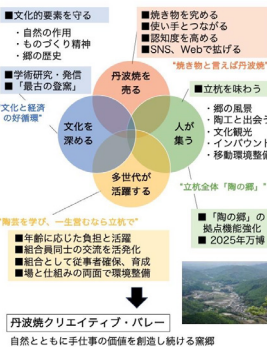 ■文化的要素を守る
・自然の作用
・ものづくり精神
・郷の歴史
■学術研究・発信
■「最古の登窯」
"文化と経済
の好循環"
■焼き物を究める
■使い手とつながる
■認知度を高める
■SNS、Webで拡げる
"焼き物と言えば丹波焼"
丹波焼を
売る
文化を
深める
人が
集う
多世代が
活躍する
■立杭を味わう
・郷の風景
・陶工と出会う
・文化観光
・インバウンド
・移動環境整備
"立杭全体「陶の郷」"
■「陶の郷」の
拠点機能強化
■2025年万博
"陶芸を学び、一生営むなら立杭で"
■年齢に応じた負担と活躍
■組合員同士の交流を活発化
■組合として従事者確保、育成
■場と仕組みの両面で環境整備
丹波焼クリエイティブ・バレー
自然とともに手仕事の価値を創造し続ける窯郷